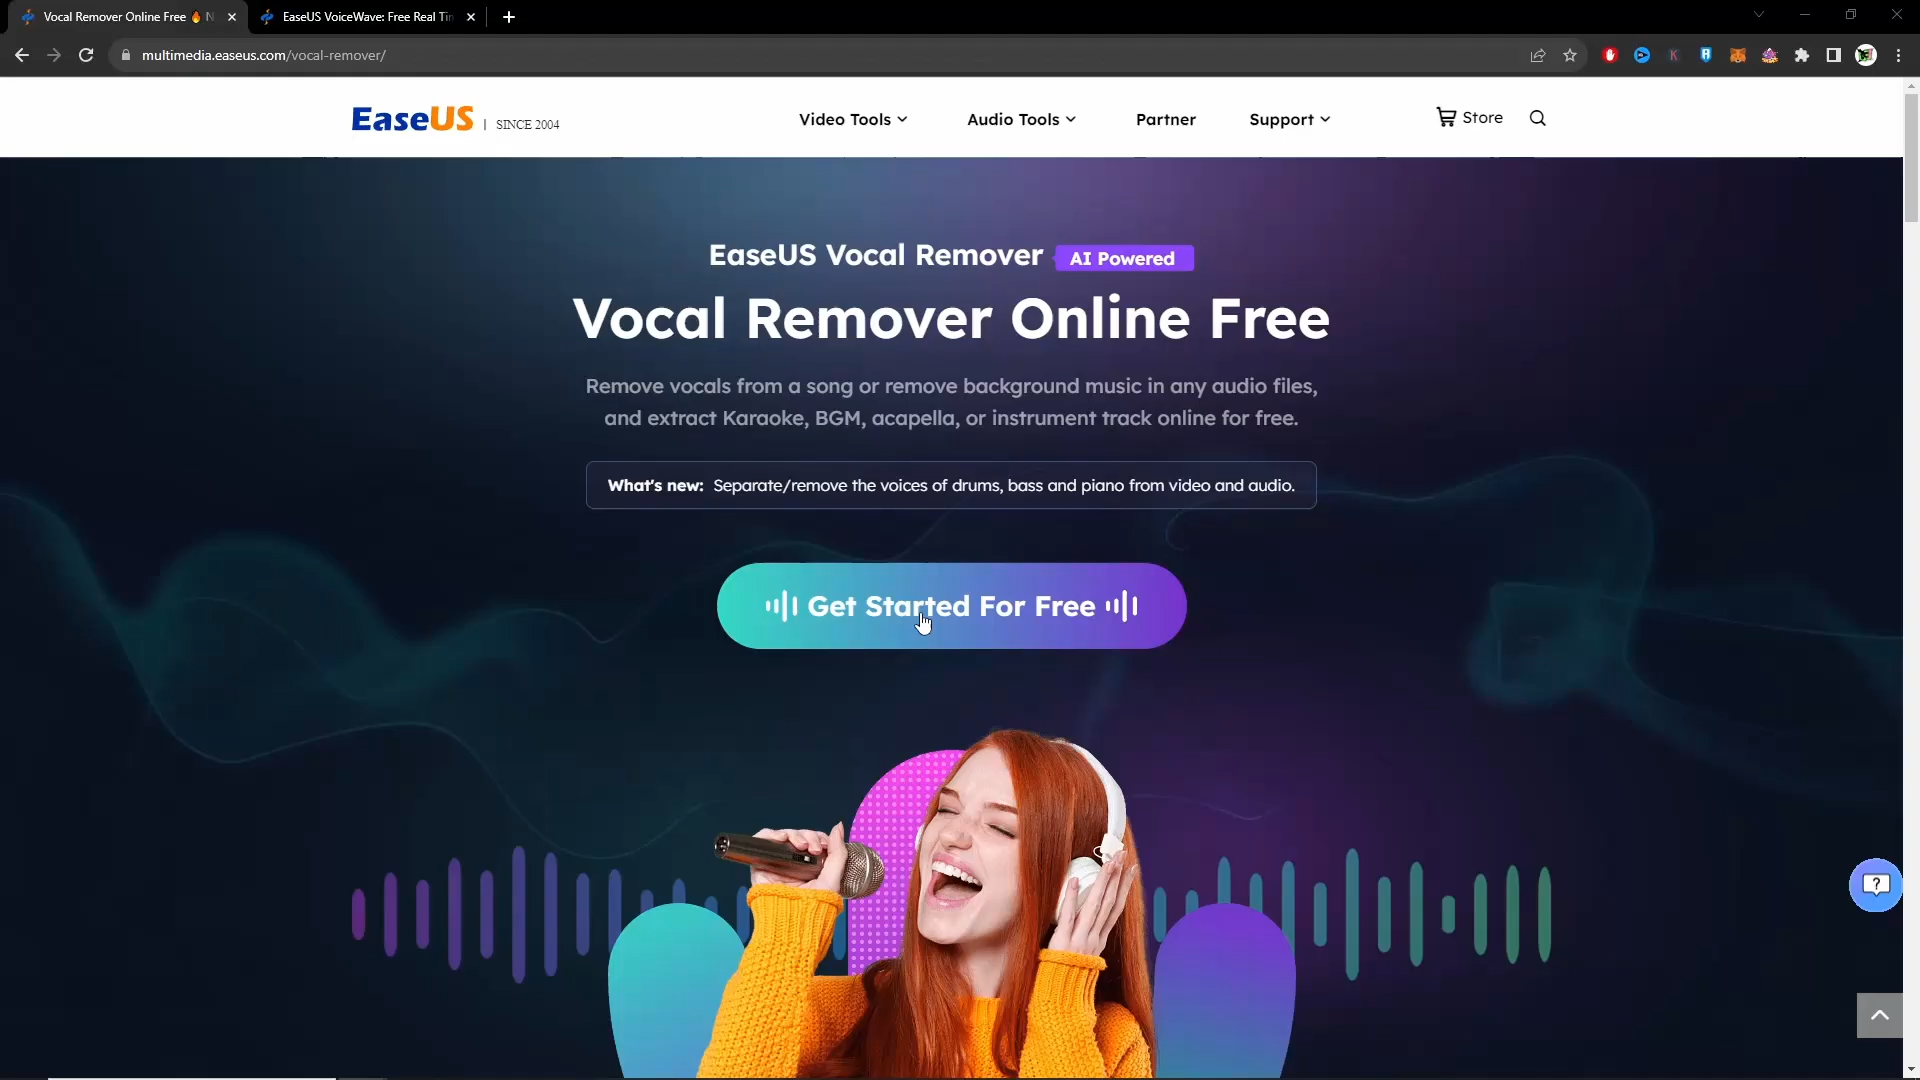 Vocal Remover Online Free 🔥 N
EaseUS VoiceWave: Free Real Tim
multimedia.easeus.com/vocal-remover/
EaseUS | SINCE 2004
Video Tools
Audio Tools
Partner
Support
Store
EaseUS Vocal Remover AI Powered
Vocal Remover Online Free
Remove vocals from a song or remove background music in any audio files,
and extract Karaoke, BGM, acapella, or instrument track online for free.
What's new: Separate/remove the voices of drums, bass and piano from video and audio.
Get Started For Free